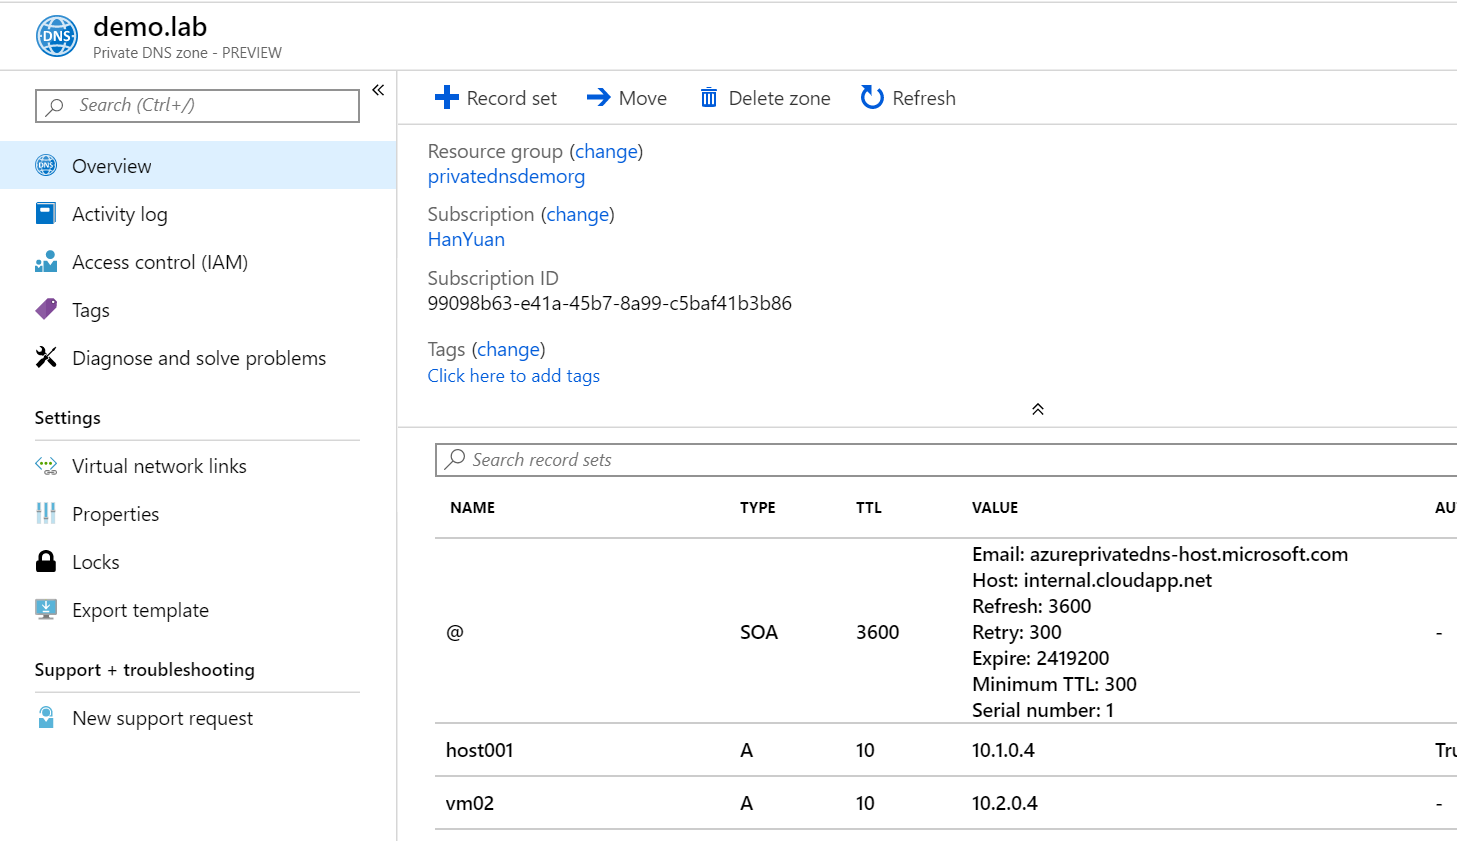 DNS
demo.lab
Private DNS zone - PREVIEW
Search (Ctrl+/)
«
Overview
Activity log
Access control (IAM)
Tags
Diagnose and solve problems
Settings
Virtual network links
Properties
Locks
Export template
Support + troubleshooting
New support request
Record set Move Delete zone Refresh
Resource group (change)
privatednsdemorg
Subscription (change)
HanYuan
Subscription ID
99098b63-e41a-45b7-8a99-c5baf41b3b86
Tags (change)
Click here to add tags
Search record sets
NAME TYPE TTL VALUE AU
@ SOA 3600 Email: azureprivatedns-host.microsoft.com
Host: internal.cloudapp.net
Refresh: 3600
Retry: 300
Expire: 2419200
Minimum TTL: 300
Serial number: 1
-
host001 A 10 10.1.0.4 Tru
vm02 A 10 10.2.0.4 -